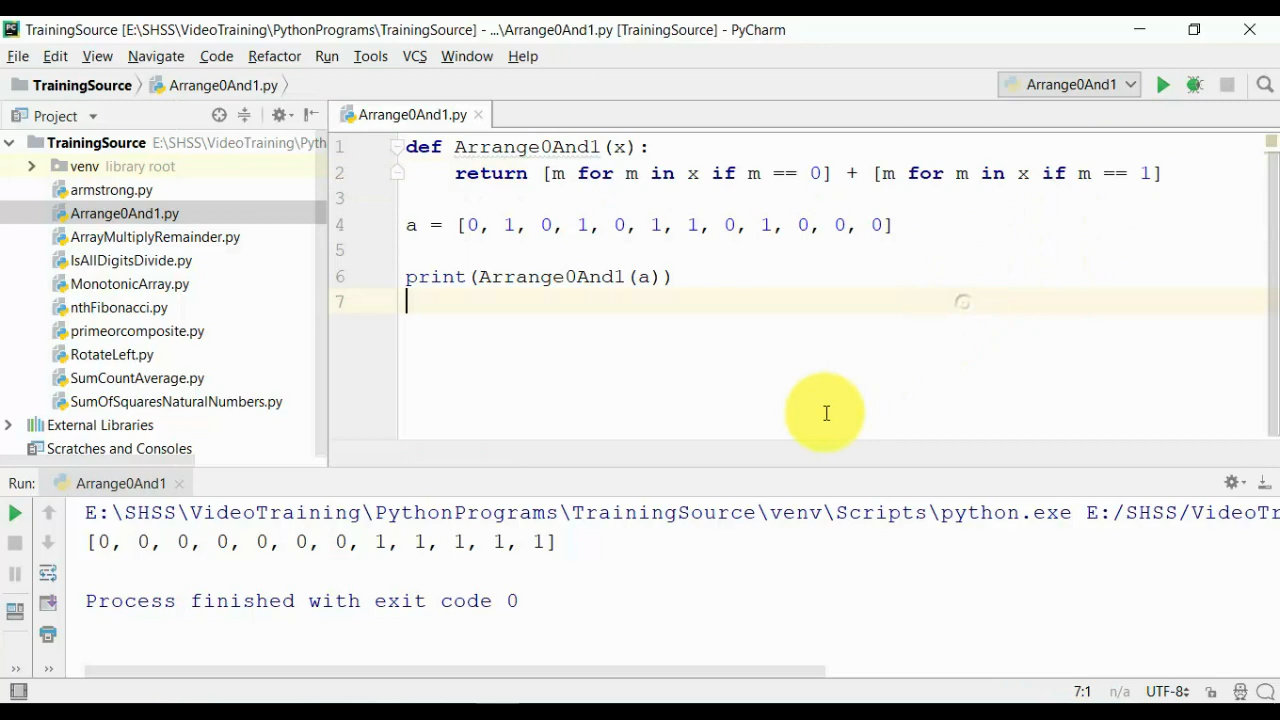 TrainingSource [E:\SHSS\VideoTraining\PythonPrograms\TrainingSource] - ...\Arrange0And1.py [TrainingSource] - PyCharm
File Edit View Navigate Code Refactor Run Tools VCS Window Help
TrainingSource Arrange0And1.py Arrange0And1
Project Arrange0And1.py
TrainingSource E:\SHSS\VideoTraining\Pyth
venv library root
armstrong.py
Arrange0And1.py
ArrayMultiplyRemainder.py
IsAllDigitsDivide.py
MonotonicArray.py
nthFibonacci.py
primeorcomposite.py
RotateLeft.py
SumCountAverage.py
SumOfSquaresNaturalNumbers.py
External Libraries
Scratches and Consoles
1 def Arrange0And1(x):
2 return [m for m in x if m == 0] + [m for m in x if m == 1]
3
4 a = [0, 1, 0, 1, 0, 1, 1, 0, 1, 0, 0, 0]
5
6 print(Arrange0And1(a))
7
Run: Arrange0And1
E:\SHSS\VideoTraining\PythonPrograms\TrainingSource\venv\Scripts\python.exe E:/SHSS/VideoTr
[0, 0, 0, 0, 0, 0, 0, 1, 1, 1, 1, 1]
Process finished with exit code 0
7:1 n/a UTF-8